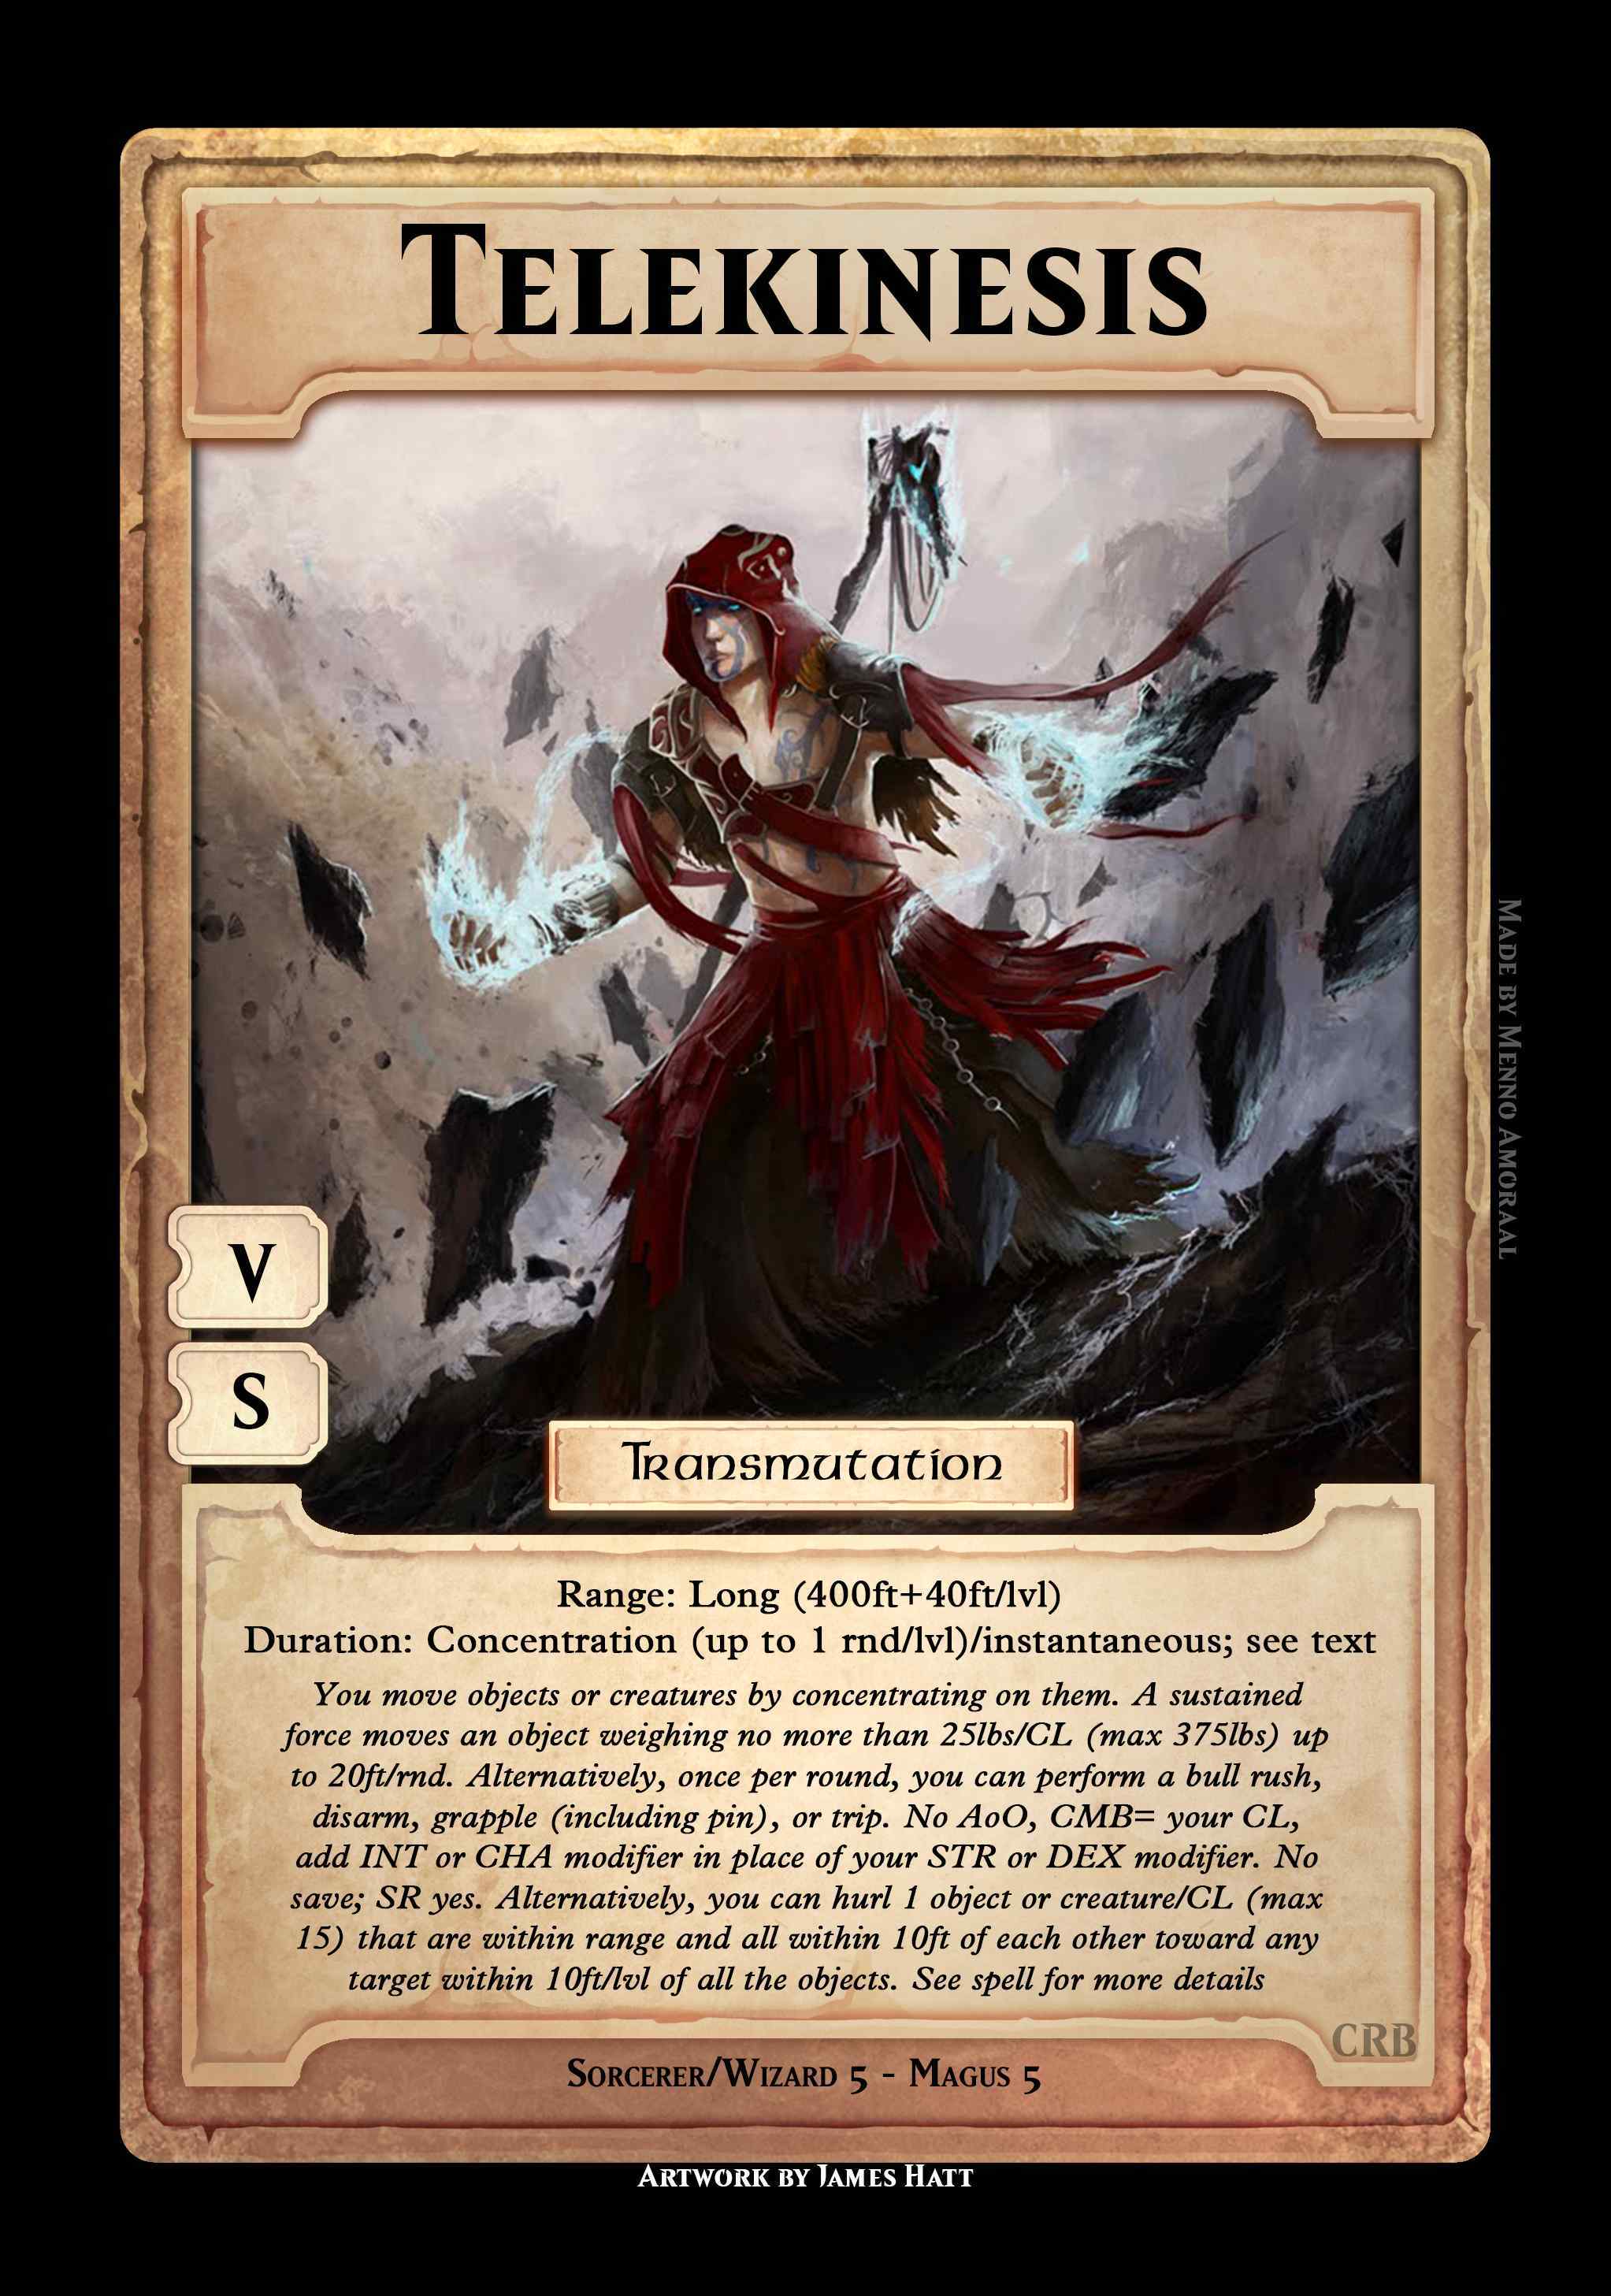 Telekinesis
V
S
Transmutation
Range: Long (400ft+40ft/lvl)
Duration: Concentration (up to 1 rnd/lvl)/instantaneous; see text
You move objects or creatures by concentrating on them. A sustained
force moves an object weighing no more than 25lbs/CL (max 375lbs) up
to 20ft/rnd. Alternatively, once per round, you can perform a bull rush,
disarm, grapple (including pin), or trip. No AoO, CMB= your CL,
add INT or CHA modifier in place of your STR or DEX modifier. No
save; SR yes. Alternatively, you can hurl 1 object or creature/CL (max
15) that are within range and all within 10ft of each other toward any
target within 10ft/lvl of all the objects. See spell for more details
CRB
Sorcerer/Wizard 5 - Magus 5
Artwork by James Hatt
Made by Menno Amoraal